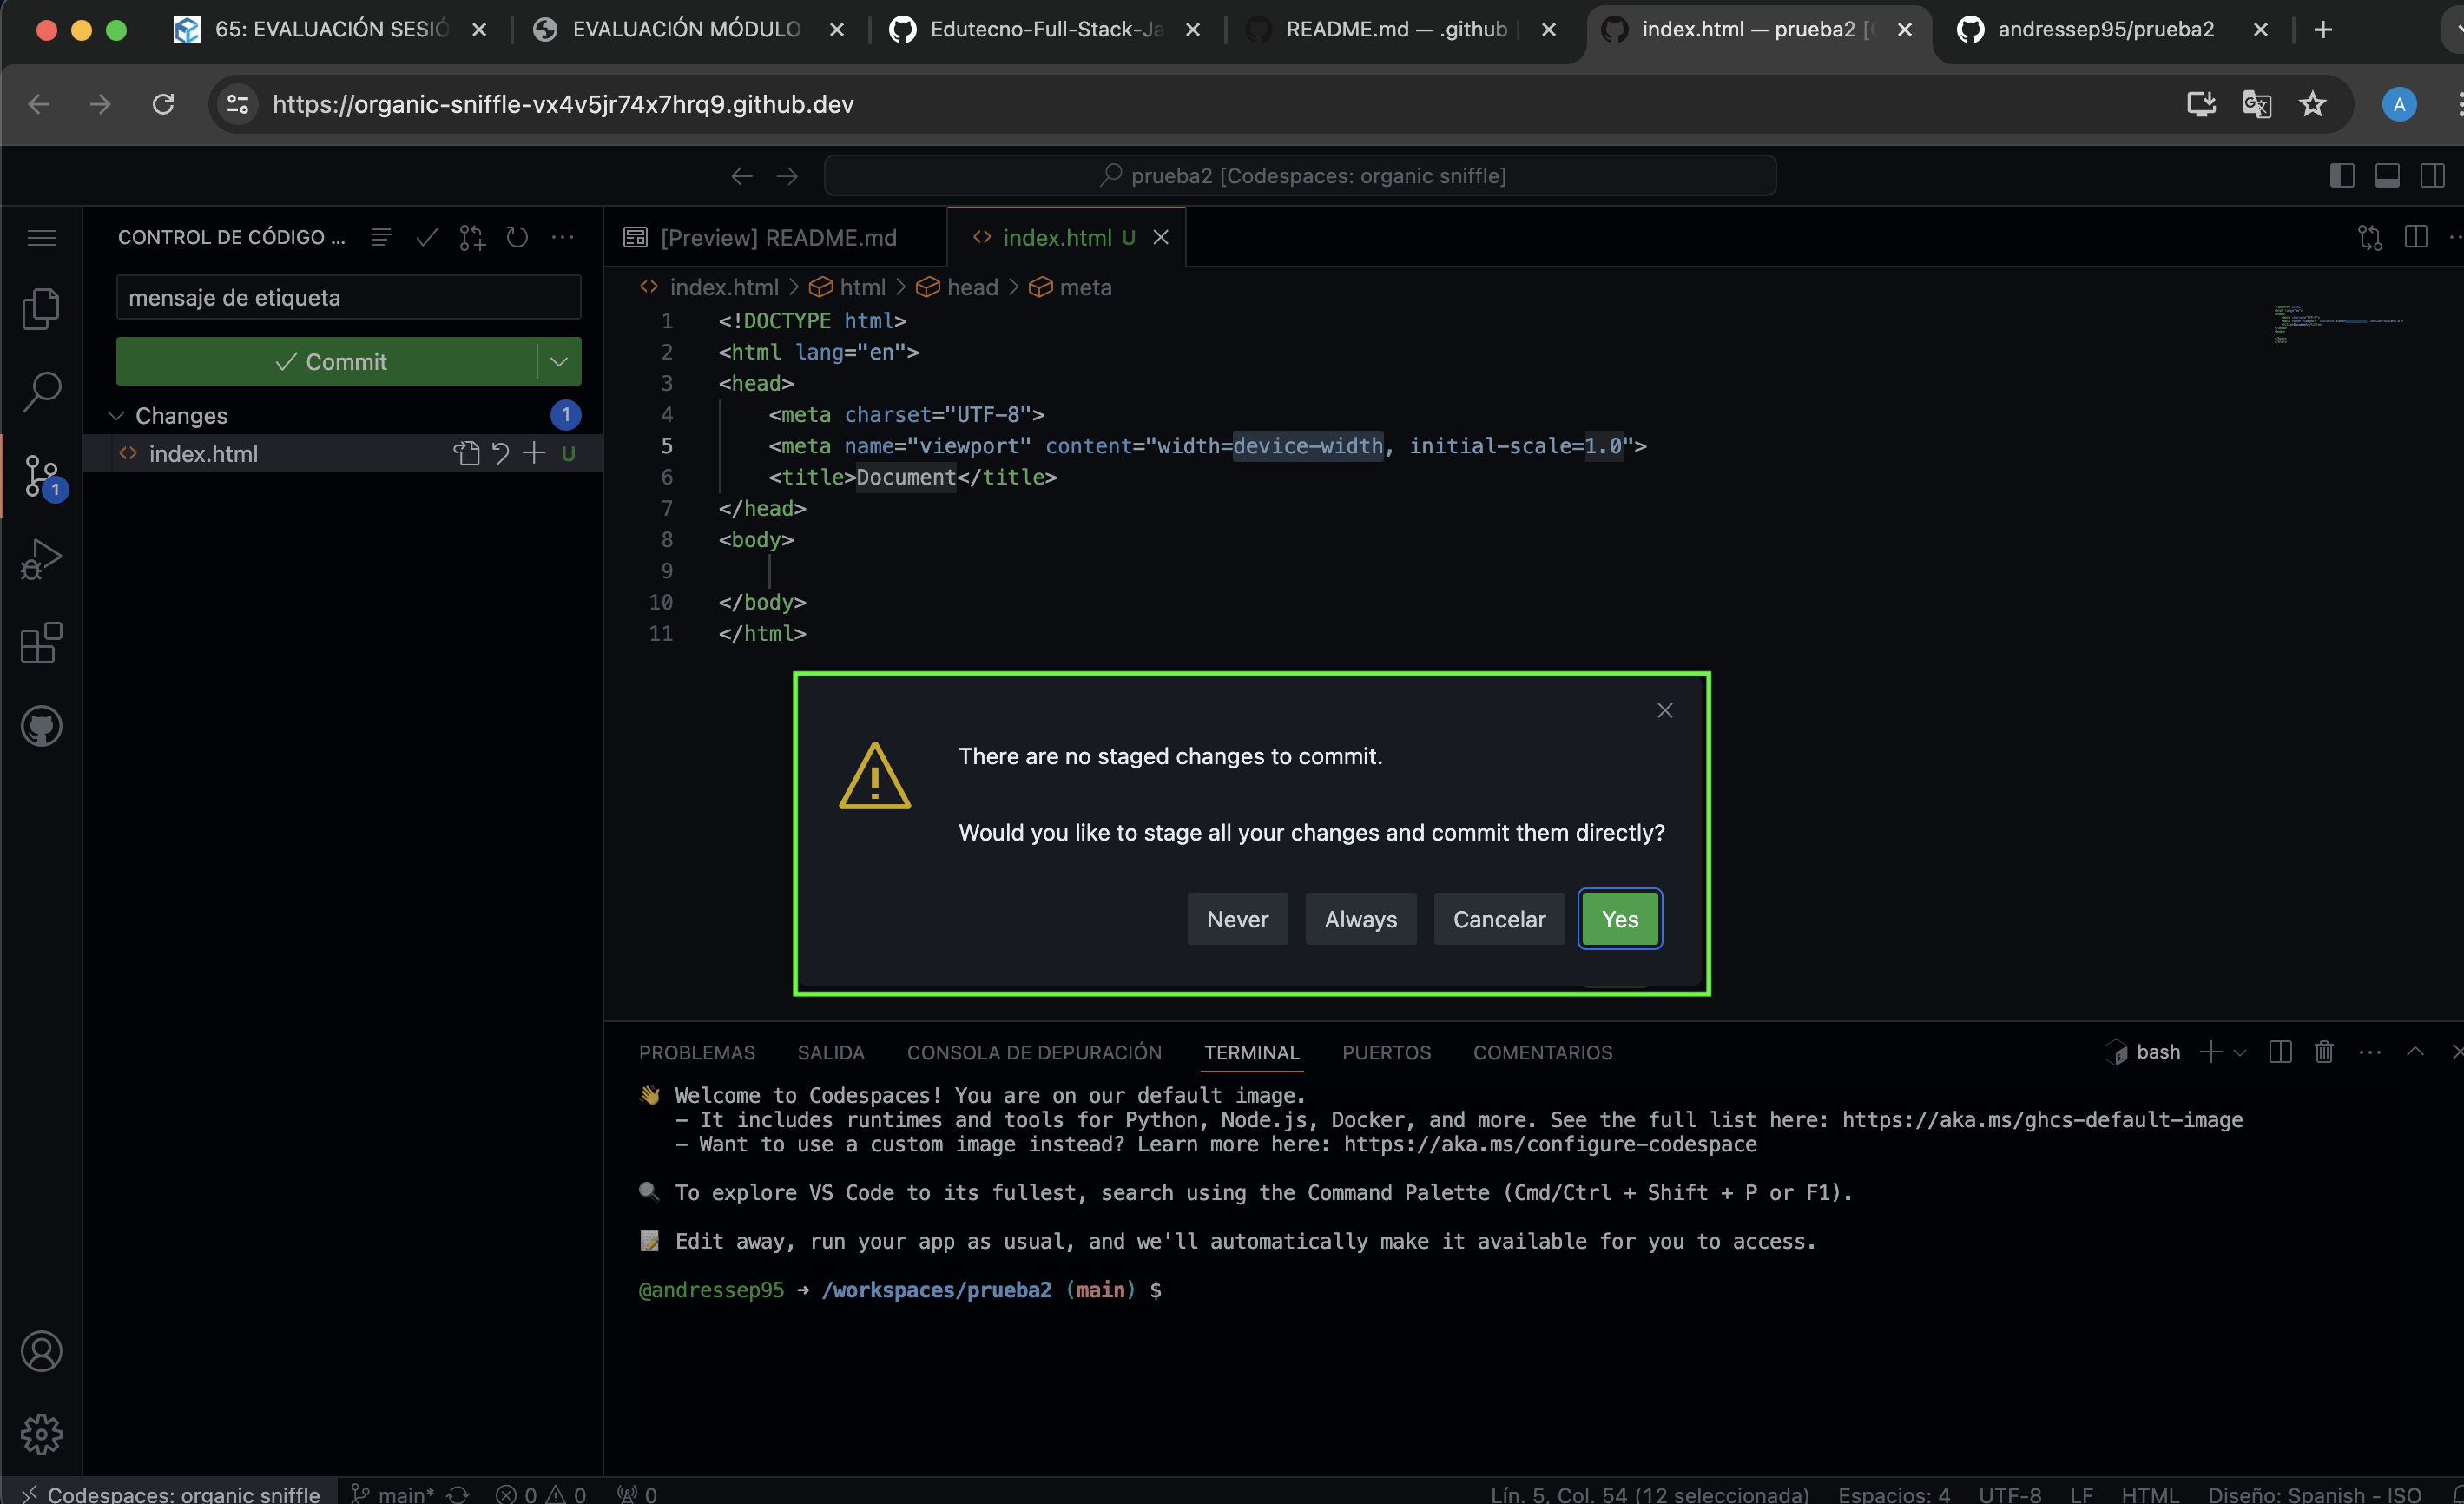 65: EVALUACIÓN SESIÓ
EVALUACIÓN MÓDULO
Edutecno-Full-Stack-Ja
README.md — .github
index.html — prueba2 [
andressep95/prueba2
https://organic-sniffle-vx4v5jr74x7hrq9.github.dev
A
prueba2 [Codespaces: organic sniffle]
CONTROL DE CÓDIGO ...
mensaje de etiqueta
Commit
Changes
1
index.html
U
1
[Preview] README.md
index.html U
index.html > html > head > meta
1 <!DOCTYPE html>
2 <html lang="en">
3 <head>
4 <meta charset="UTF-8">
5 <meta name="viewport" content="width=device-width, initial-scale=1.0">
6 <title>Document</title>
7 </head>
8 <body>
9
10 </body>
11 </html>
There are no staged changes to commit.
Would you like to stage all your changes and commit them directly?
Never
Always
Cancelar
Yes
PROBLEMAS
SALIDA
CONSOLA DE DEPURACIÓN
TERMINAL
PUERTOS
COMENTARIOS
bash
👋 Welcome to Codespaces! You are on our default image.
- It includes runtimes and tools for Python, Node.js, Docker, and more. See the full list here: https://aka.ms/ghcs-default-image
- Want to use a custom image instead? Learn more here: https://aka.ms/configure-codespace
🔍 To explore VS Code to its fullest, search using the Command Palette (Cmd/Ctrl + Shift + P or F1).
📝 Edit away, run your app as usual, and we'll automatically make it available for you to access.
@andressep95 ➜ /workspaces/prueba2 (main) $
Codespaces: organic sniffle
main*
0
0
0
Lín. 5, Col. 54 (12 seleccionada)
Espacios: 4
UTF-8
LF
HTML
Diseño: Spanish - ISO